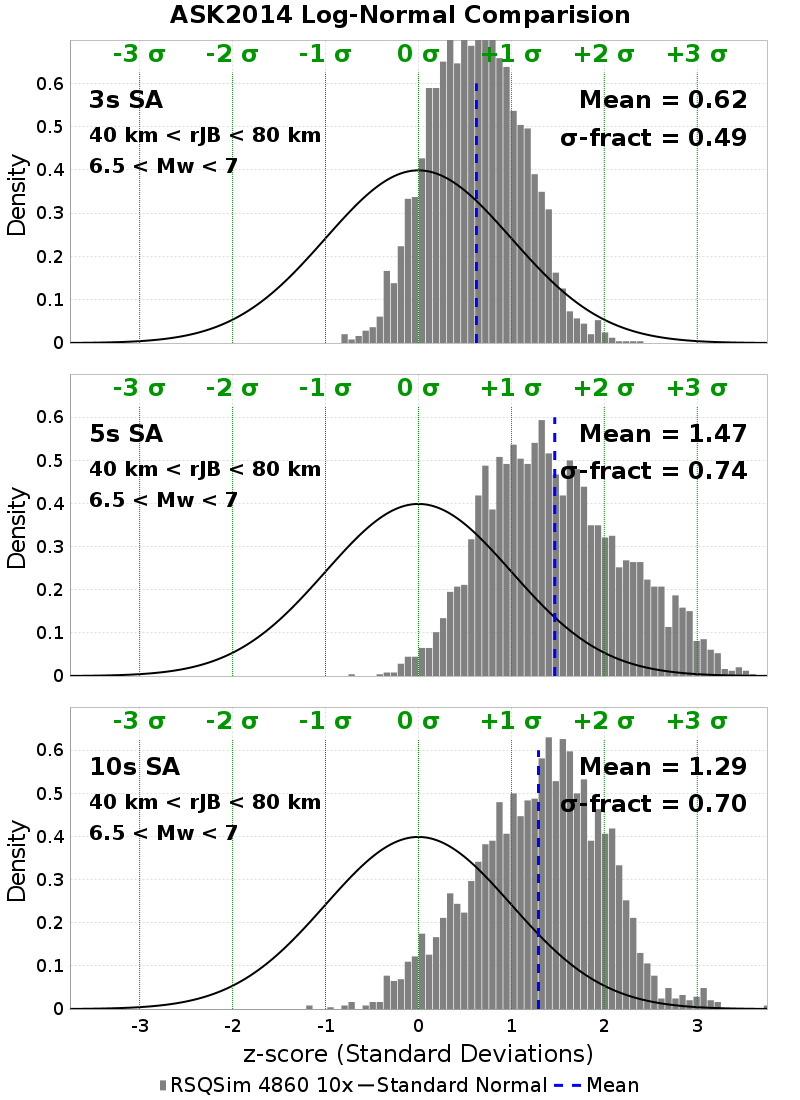 ASK2014 Log-Normal Comparision
-3 σ -2 σ -1 σ 0 σ +1 σ +2 σ +3 σ
3s SA
Mean = 0.62
40 km < rJB < 80 km
σ-fract = 0.49
6.5 < Mw < 7
0.6
0.5
0.4
0.3
0.2
0.1
0
Density
-3 σ -2 σ -1 σ 0 σ +1 σ +2 σ +3 σ
5s SA
Mean = 1.47
40 km < rJB < 80 km
σ-fract = 0.74
6.5 < Mw < 7
0.6
0.5
0.4
0.3
0.2
0.1
0
Density
-3 σ -2 σ -1 σ 0 σ +1 σ +2 σ +3 σ
10s SA
Mean = 1.29
40 km < rJB < 80 km
σ-fract = 0.70
6.5 < Mw < 7
0.6
0.5
0.4
0.3
0.2
0.1
0
Density
-3 -2 -1 0 1 2 3
z-score (Standard Deviations)
RSQSim 4860 10x Standard Normal Mean